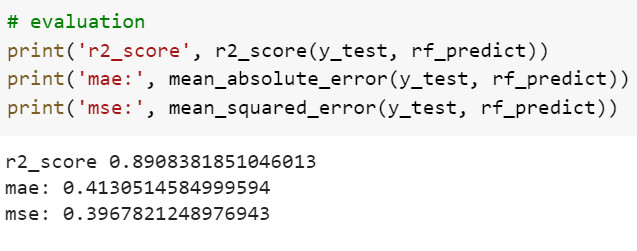 # evaluation
print('r2_score', r2_score(y_test, rf_predict))
print('mae:', mean_absolute_error(y_test, rf_predict))
print('mse:', mean_squared_error(y_test, rf_predict))
r2_score 0.8908381851046013
mae: 0.4130514584999594
mse: 0.3967821248976943